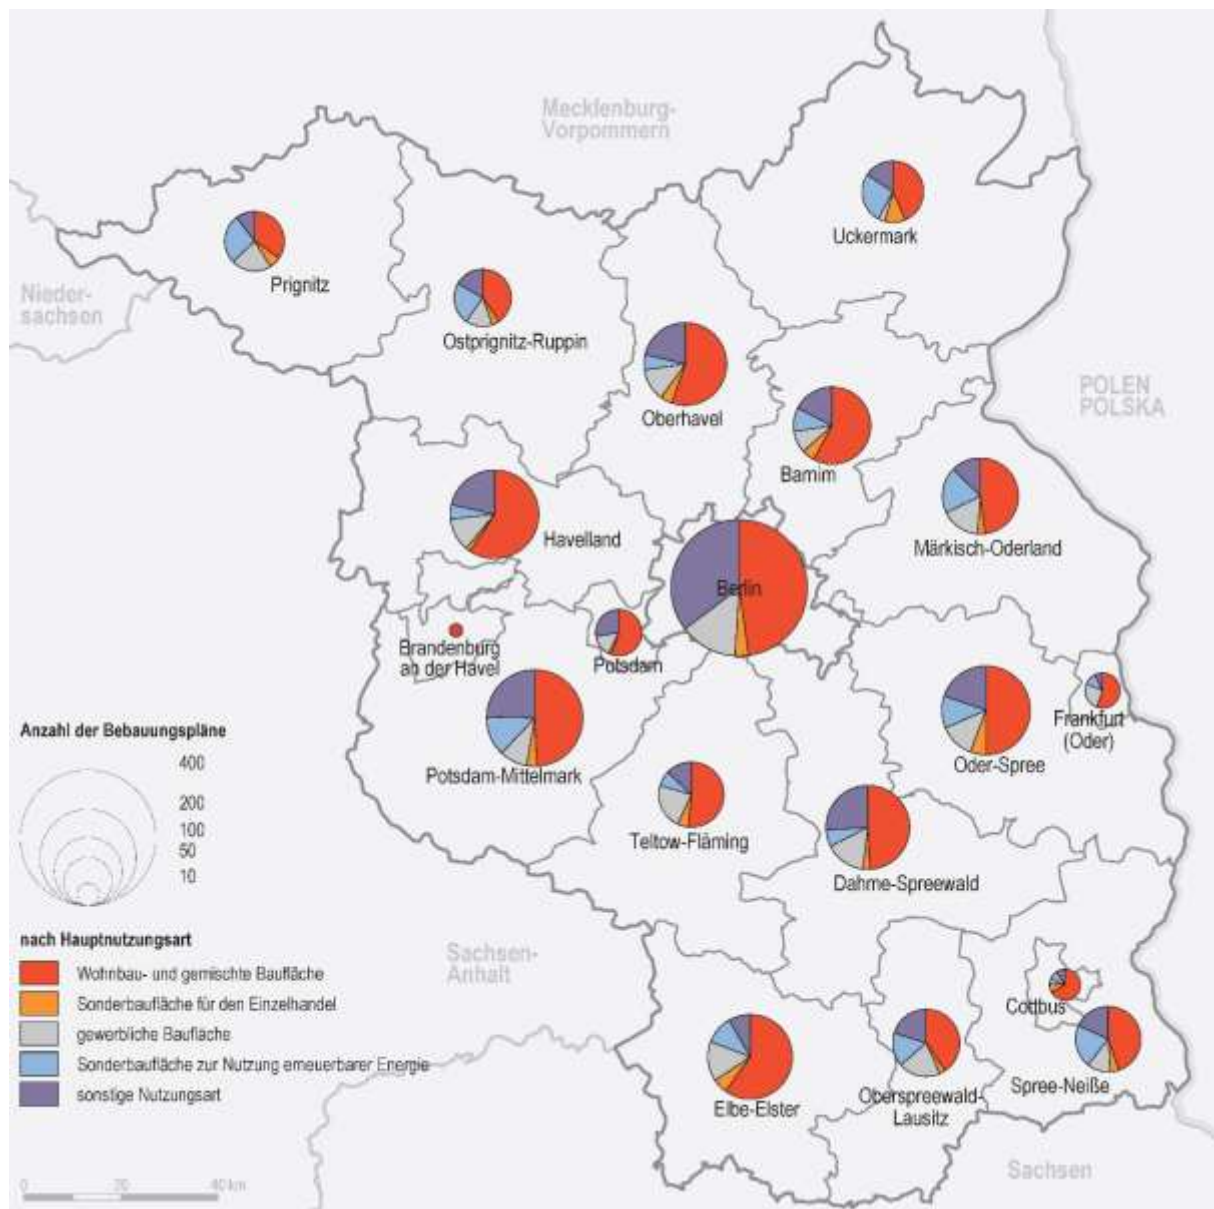 Mecklenburg-
Vorpommern
Uckermark
Prignitz
Nieder-
sachsen
Ostprignitz-Ruppin
POLEN
POLSKA
Oberhavel
Barnim
Havelland
Märkisch-Oderland
Berlin
Brandenburg
an der Havel
Potsdam
Frankfurt
(Oder)
Oder-Spree
Potsdam-Mittelmark
Teltow-Fläming
Dahme-Spreewald
Anzahl der Bebauungspläne
400
200
100
50
10
nach Hauptnutzungsart
Wohnbau- und gemischte Baufläche
Sonderbaufläche für den Einzelhandel
gewerbliche Baufläche
Sonderbaufläche zur Nutzung erneuerbarer Energie
sonstige Nutzungsart
Sachsen-
Anhalt
Cottbus
Spree-Neiße
Elbe-Elster
Oberspreewald-
Lausitz
Sachsen
0 20 40 km